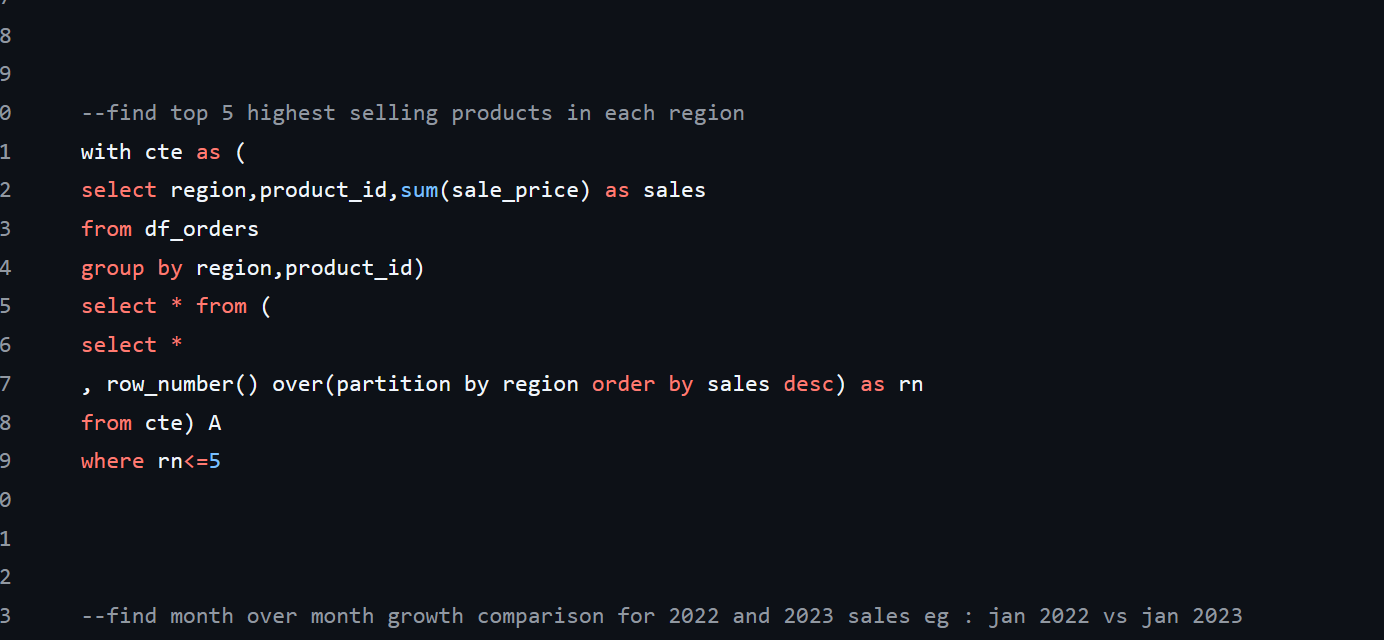 8
9
0 --find top 5 highest selling products in each region
1 with cte as (
2 select region,product_id,sum(sale_price) as sales
3 from df_orders
4 group by region,product_id)
5 select * from (
6 select *
7 , row_number() over(partition by region order by sales desc) as rn
8 from cte) A
9 where rn<=5
0
1
2
3 --find month over month growth comparison for 2022 and 2023 sales eg : jan 2022 vs jan 2023